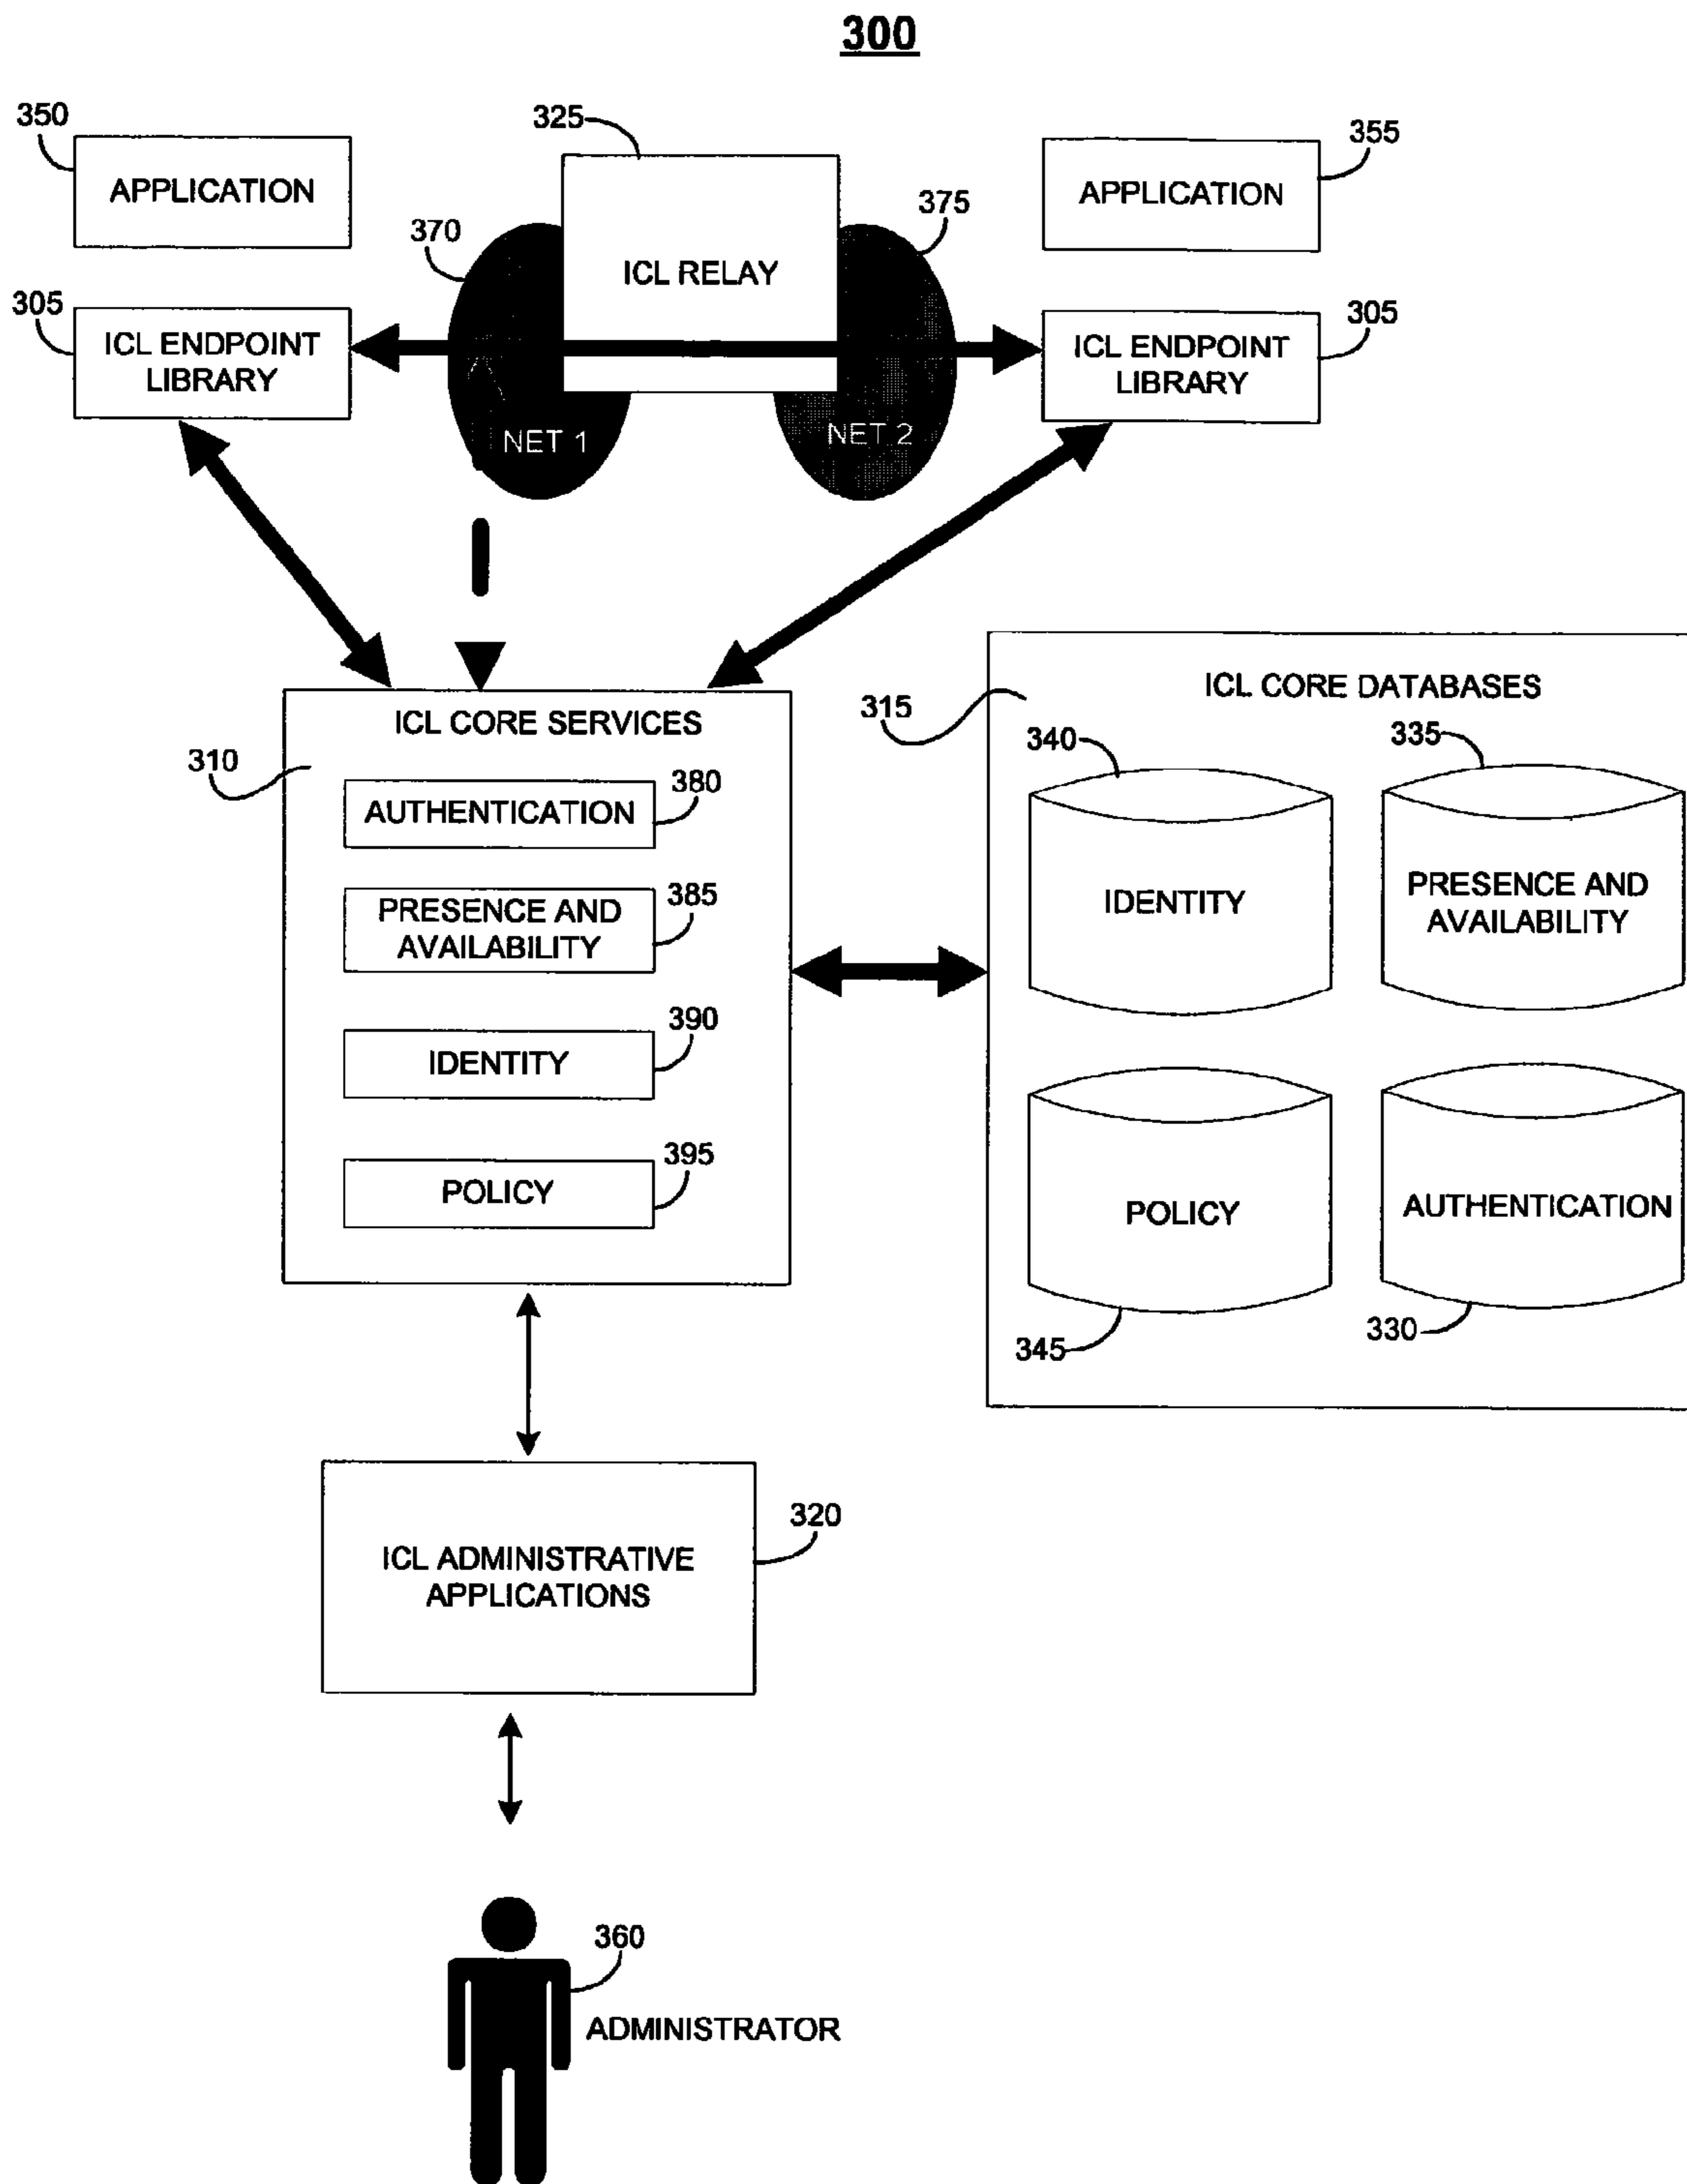 300
350
325
355
APPLICATION
APPLICATION
370
375
ICL RELAY
305
305
ICL ENDPOINT
LIBRARY
ICL ENDPOINT
LIBRARY
NET 1
NET 2
ICL CORE SERVICES
310
AUTHENTICATION
380
PRESENCE AND
AVAILABILITY
385
IDENTITY
390
POLICY
395
ICL CORE DATABASES
315
340
335
IDENTITY
PRESENCE AND
AVAILABILITY
POLICY
AUTHENTICATION
345
330
320
ICL ADMINISTRATIVE
APPLICATIONS
360
ADMINISTRATOR